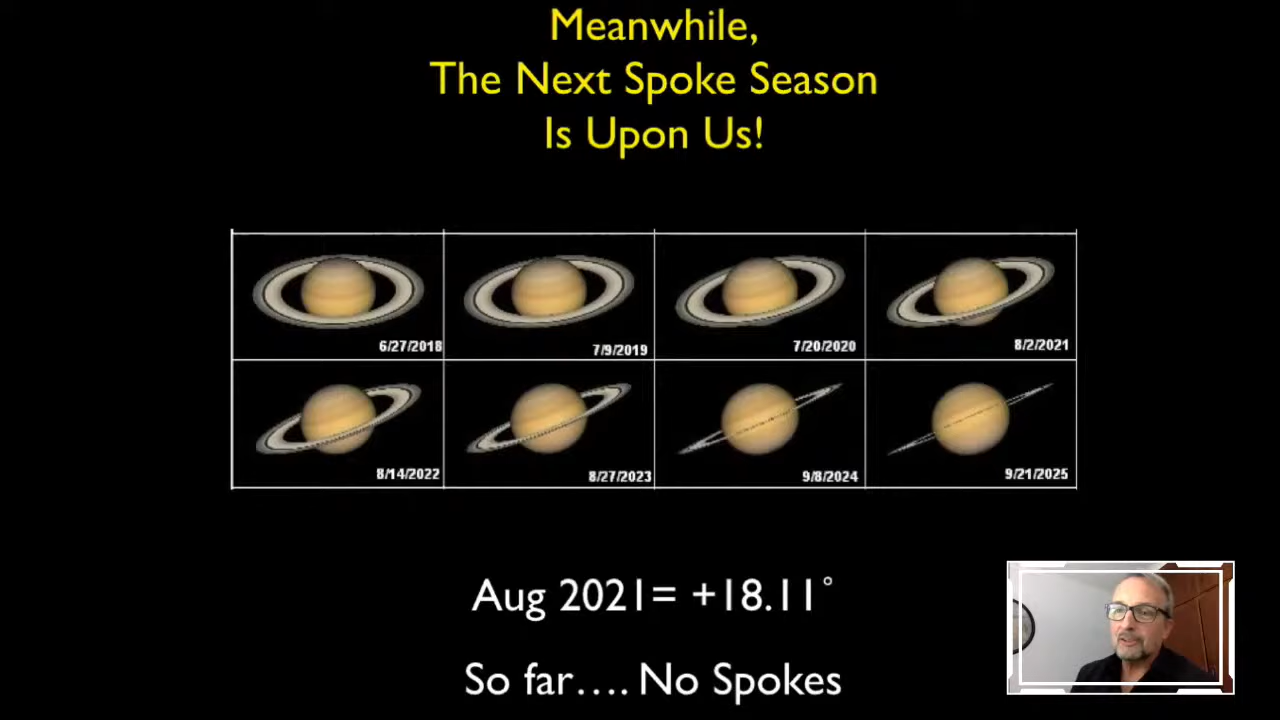 Meanwhile,
The Next Spoke Season
Is Upon Us!
6/27/2018
7/9/2019
7/20/2020
8/2/2021
8/14/2022
8/27/2023
9/8/2024
9/21/2025
Aug 2021= +18.11°
So far.... No Spokes